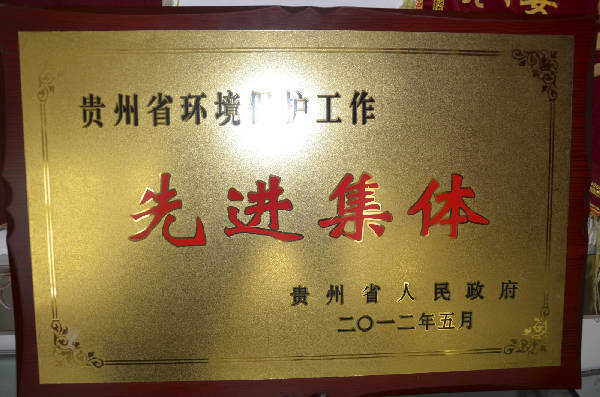 贵州省环境保护工作
先进集体
贵州省人民政府
二〇一二年五月